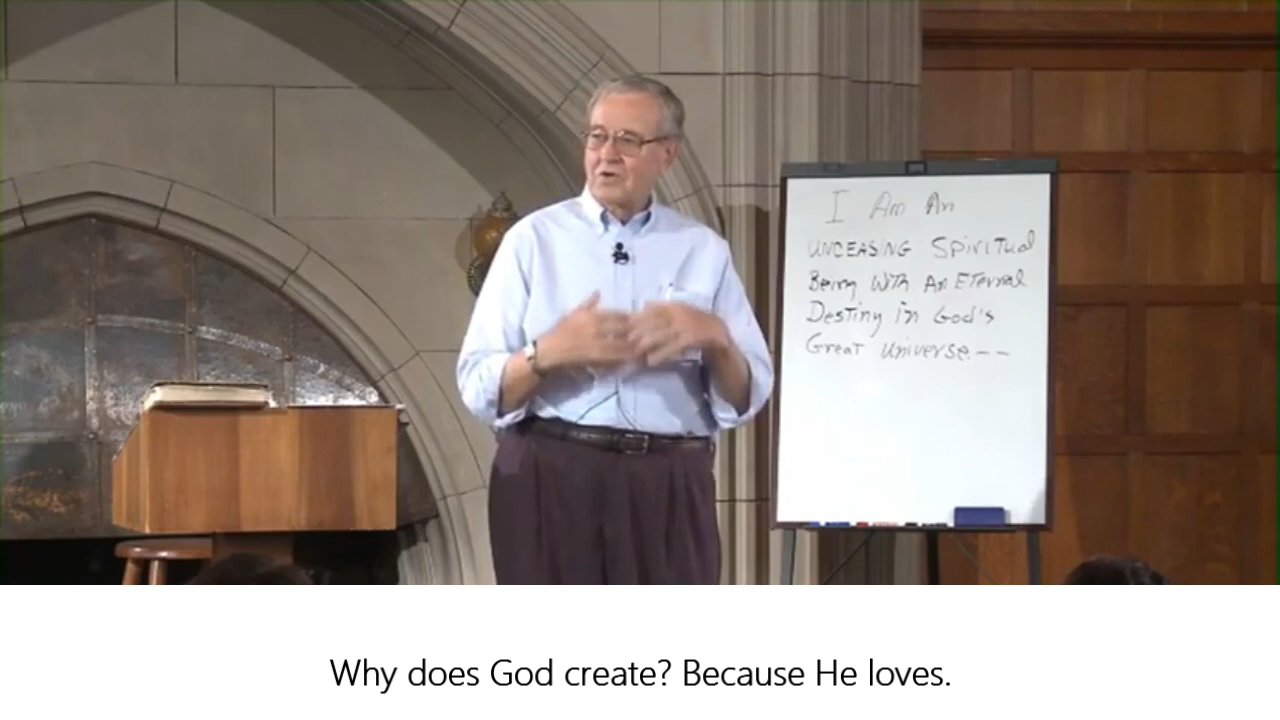 I Am An
UNCEASING Spiritual
Being With An Eternal
Destiny in God's
Great Universe.--
Why does God create? Because He loves.